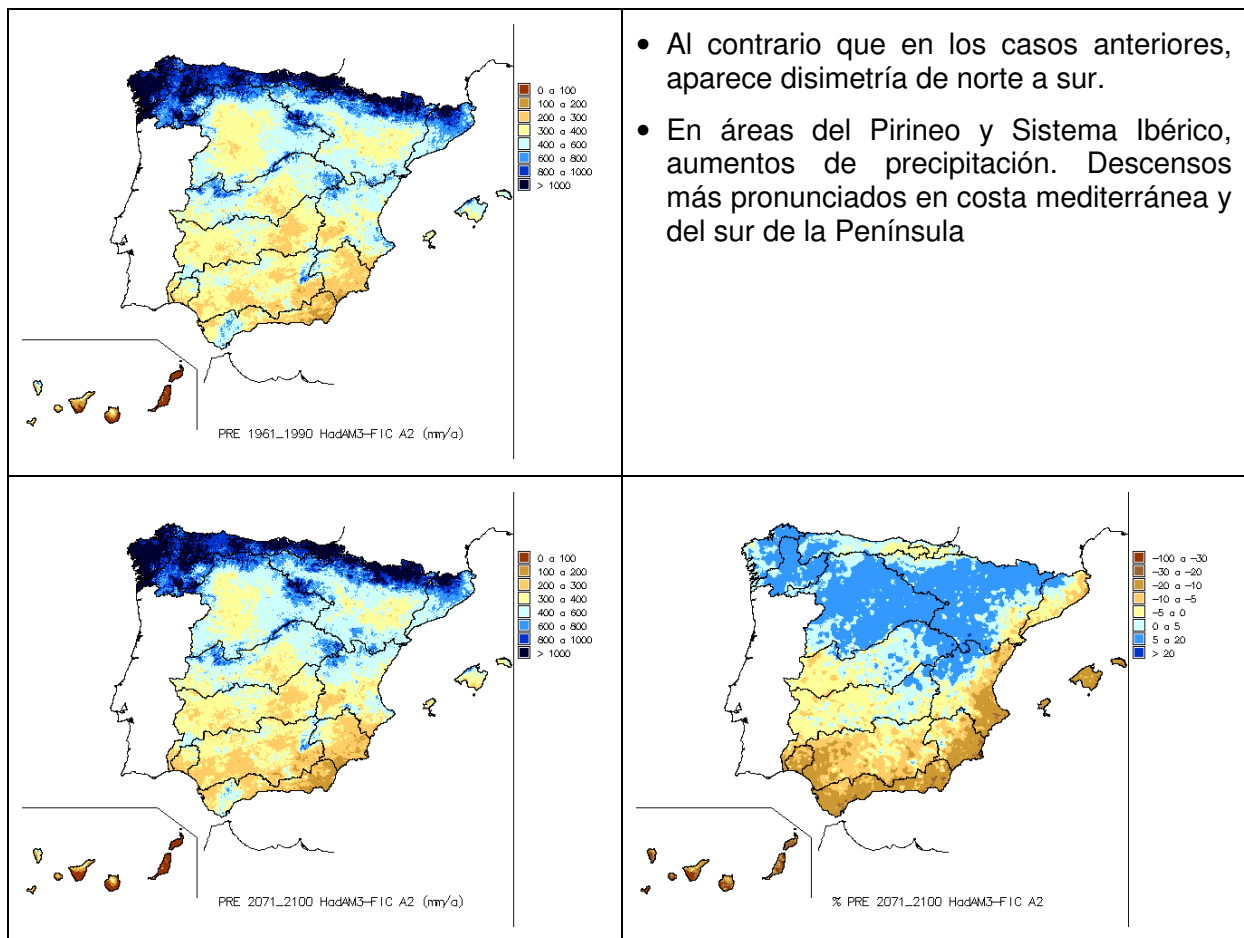 0 a 100
100 a 200
200 a 300
300 a 400
400 a 600
600 a 800
800 a 1000
> 1000
PRE 1961_1990 HadAM3-FIC A2 (mm/a)
• Al contrario que en los casos anteriores,
aparece disimetría de norte a sur.
• En áreas del Pirineo y Sistema Ibérico,
aumentos de precipitación. Descensos
más pronunciados en costa mediterránea y
del sur de la Península
0 a 100
100 a 200
200 a 300
300 a 400
400 a 600
600 a 800
800 a 1000
> 1000
PRE 2071_2100 HadAM3-FIC A2 (mm/a)
-100 a -30
-30 a -20
-20 a -10
-10 a -5
-5 a 0
0 a 5
5 a 20
> 20
% PRE 2071_2100 HadAM3-FIC A2